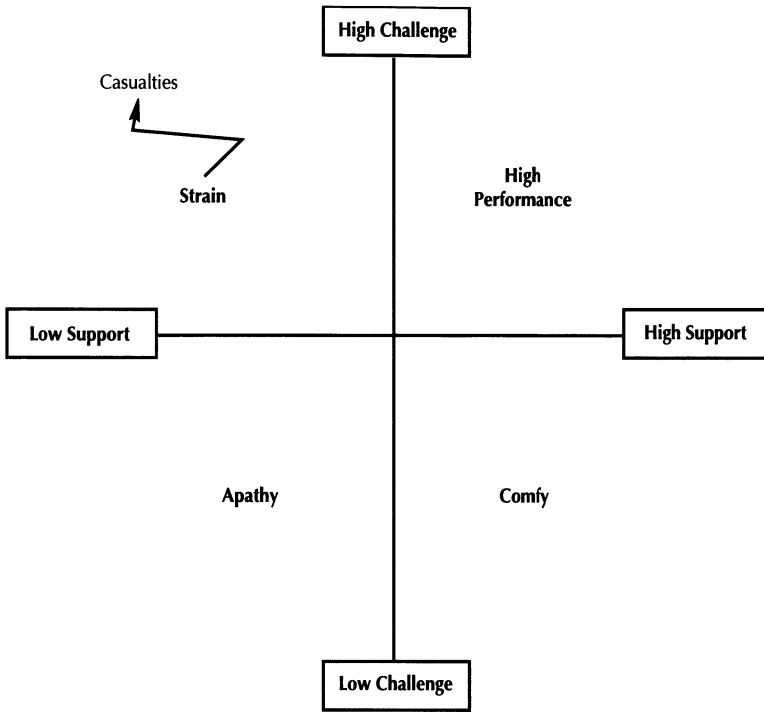 High Challenge
Casualties
Strain
High
Performance
Low Support
High Support
Apathy
Comfy
Low Challenge